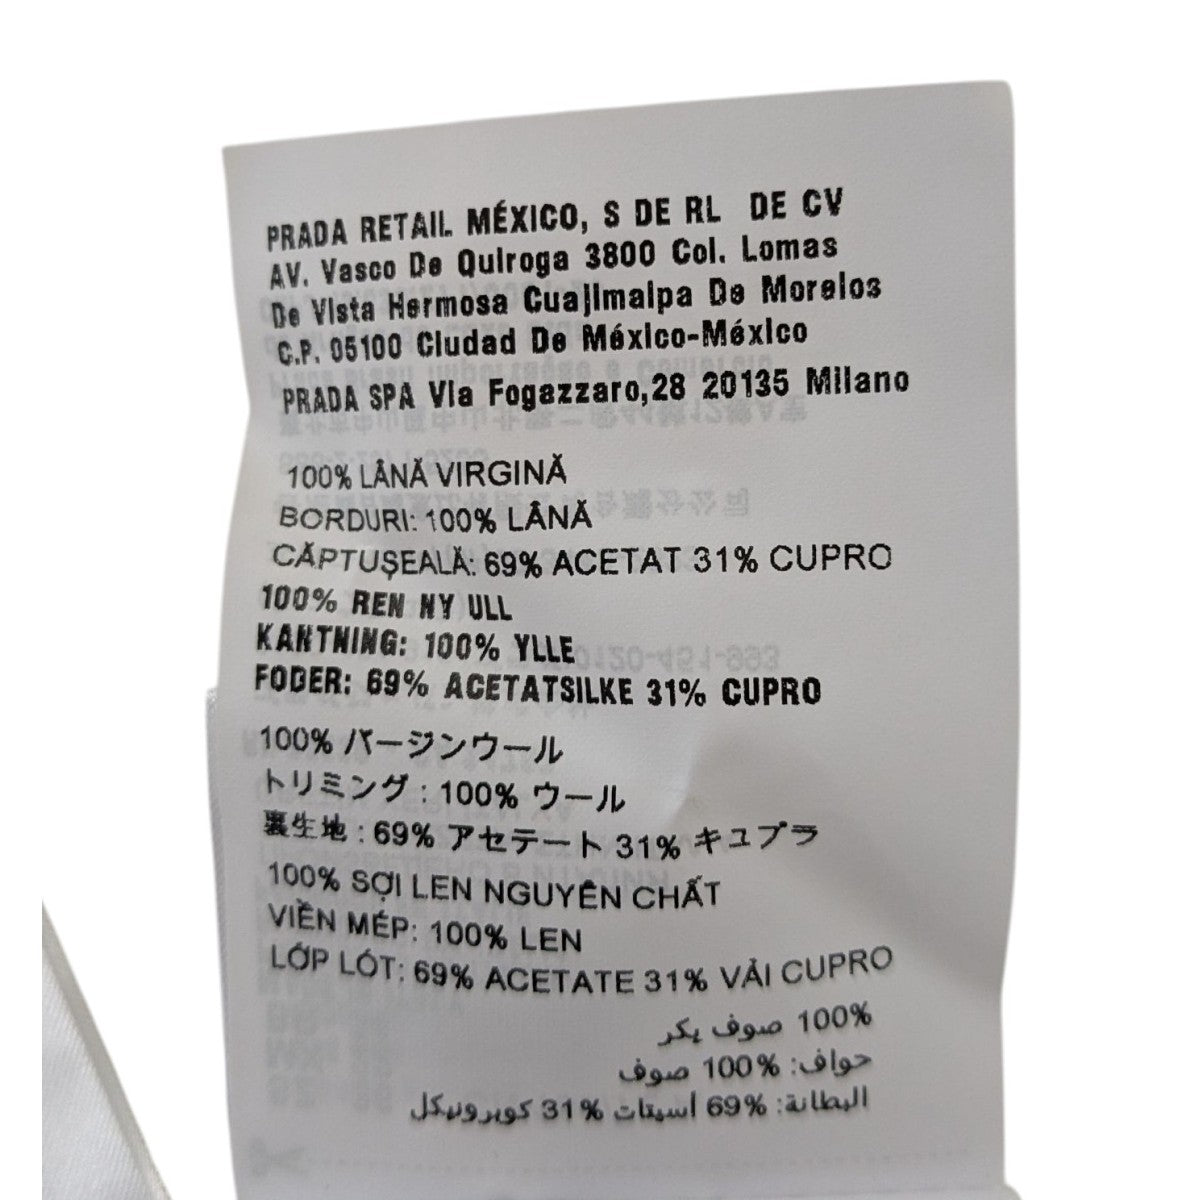 PRADA RETAIL MÉXICO, S DE RL DE CV
AV. Vasco De Quiroga 3800 Col. Lomas
De Vista Hermosa Cuajimalpa De Morelos
C.P. 05100 Ciudad De México-México
PRADA SPA Via Fogazzaro,28 20135 Milano
100% LÂNĂ VIRGINĂ
BORDURI: 100% LÂNĂ
CĂPTUŞEALĂ: 69% ACETAT 31% CUPRO
100% REN NY ULL
KANTNING: 100% YLLE
FODER: 69% ACETATSILKE 31% CUPRO
100% バージンウール
トリミング : 100% ウール
裏生地 : 69% アセテート 31% キュプラ
100% SỢI LEN NGUYÊN CHẤT
VIỀN MÉP: 100% LEN
LỚP LÓT: 69% ACETATE 31% VẢI CUPRO
100% صوف بكر
حواف: 100% صوف
البطانة: 69% أسيتات 31% كوبرونيكل